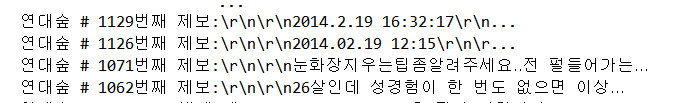 ...
연대숲 # 1129번째 제보:\r\n\r\n2014.2.19 16:32:17\r\n...
연대숲 # 1126번째 제보:\r\n\r\n2014.02.19 12:15\r\n\r...
연대숲 # 1071번째 제보:\r\n\r\n눈화장지우는팁좀알려주세요..전 펄들어가는...
연대숲 # 1062번째 제보:\r\n\r\n26살인데 성경험이 한 번도 없으면 이상...